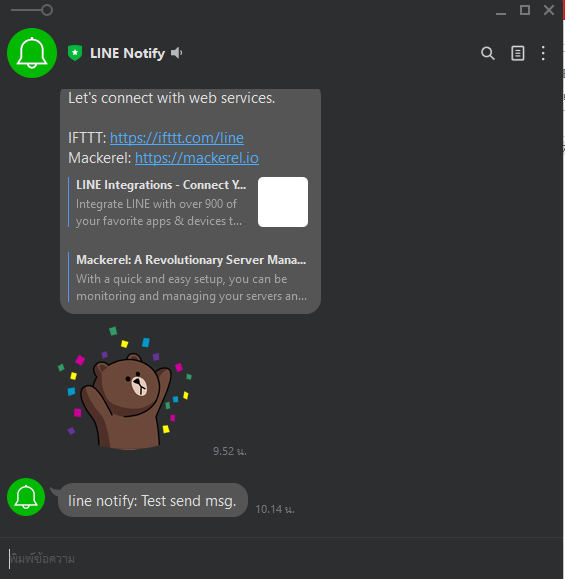 LINE Notify
Let's connect with web services.
IFTTT: https://ifttt.com/line
Mackerel: https://mackerel.io
LINE Integrations - Connect Y...
Integrate LINE with over 900 of
your favorite apps & devices t...
Mackerel: A Revolutionary Server Mana...
With a quick and easy setup, you can be
monitoring and managing your servers an...
9.52 น.
line notify: Test send msg.
10.14 น.
พิมพ์ข้อความ